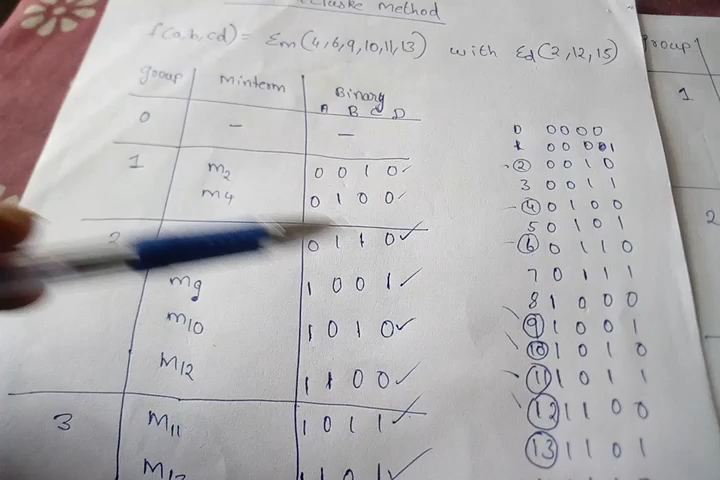 Method
f(a,b,cd) = Σm(4,6,9,10,11,13) with Σd(2,12,15)
group minterm Binary
A B C D
0 — —
1 m2 0 0 1 0 ✓
m4 0 1 0 0 ✓
2 0 1 1 0 ✓
m9 1 0 0 1 ✓
m10 1 0 1 0 ✓
m12 1 1 0 0 ✓
3 m11 1 0 1 1 ✓
1 1 0 1 ✓
0 0 0 0 0
1 0 0 0 1
2 0 0 1 0
3 0 0 1 1
4 0 1 0 0
5 0 1 0 1
6 0 1 1 0
7 0 1 1 1
8 1 0 0 0
9 1 0 0 1
10 1 0 1 0
11 1 0 1 1
12 1 1 0 0
13 1 1 0 1
group
1
2